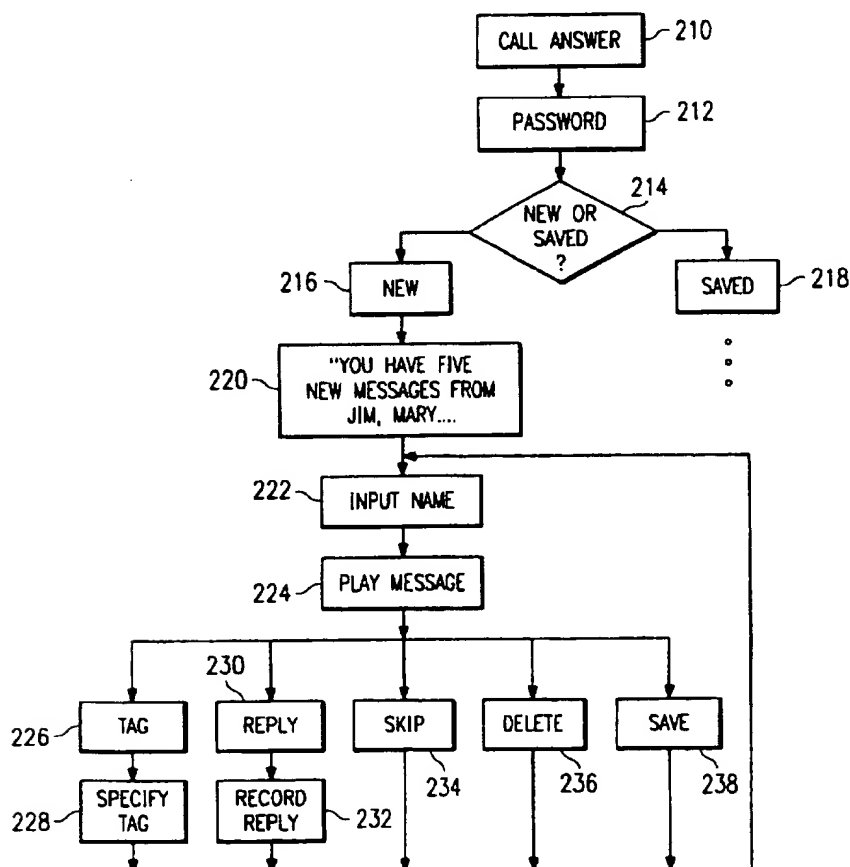 CALL ANSWER
210
PASSWORD
212
NEW OR
SAVED
?
214
216
NEW
SAVED
218
220
"YOU HAVE FIVE
NEW MESSAGES FROM
JIM, MARY....
222
INPUT NAME
224
PLAY MESSAGE
226
TAG
230
REPLY
SKIP
234
DELETE
236
SAVE
238
228
SPECIFY
TAG
RECORD
REPLY
232